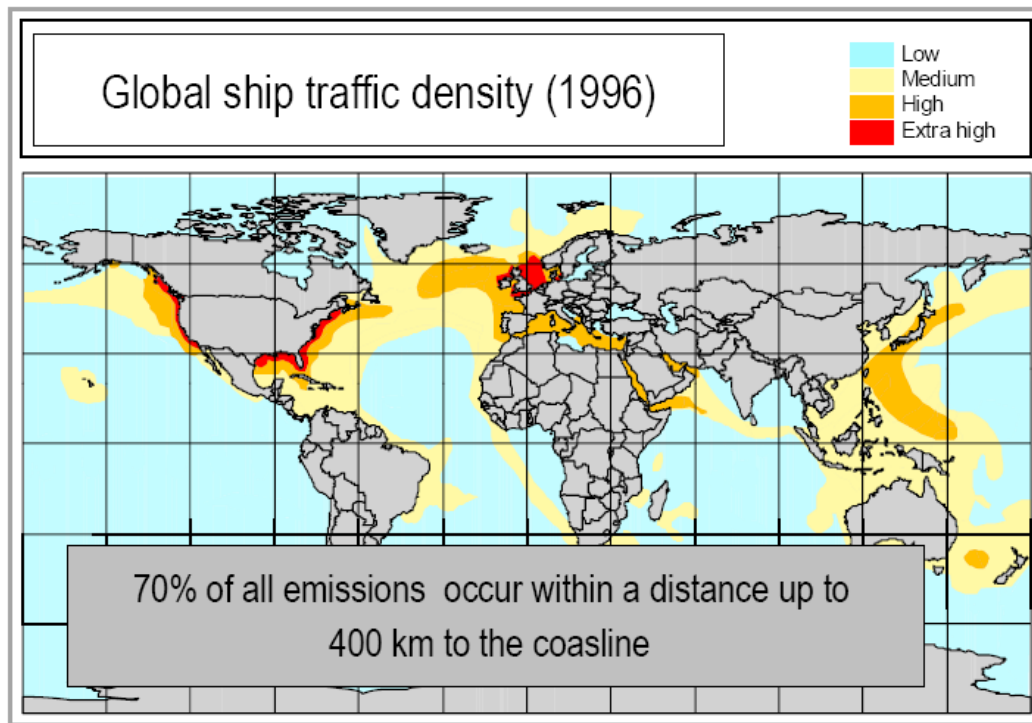 Global ship traffic density (1996)
Low
Medium
High
Extra high
70% of all emissions occur within a distance up to
400 km to the coasline